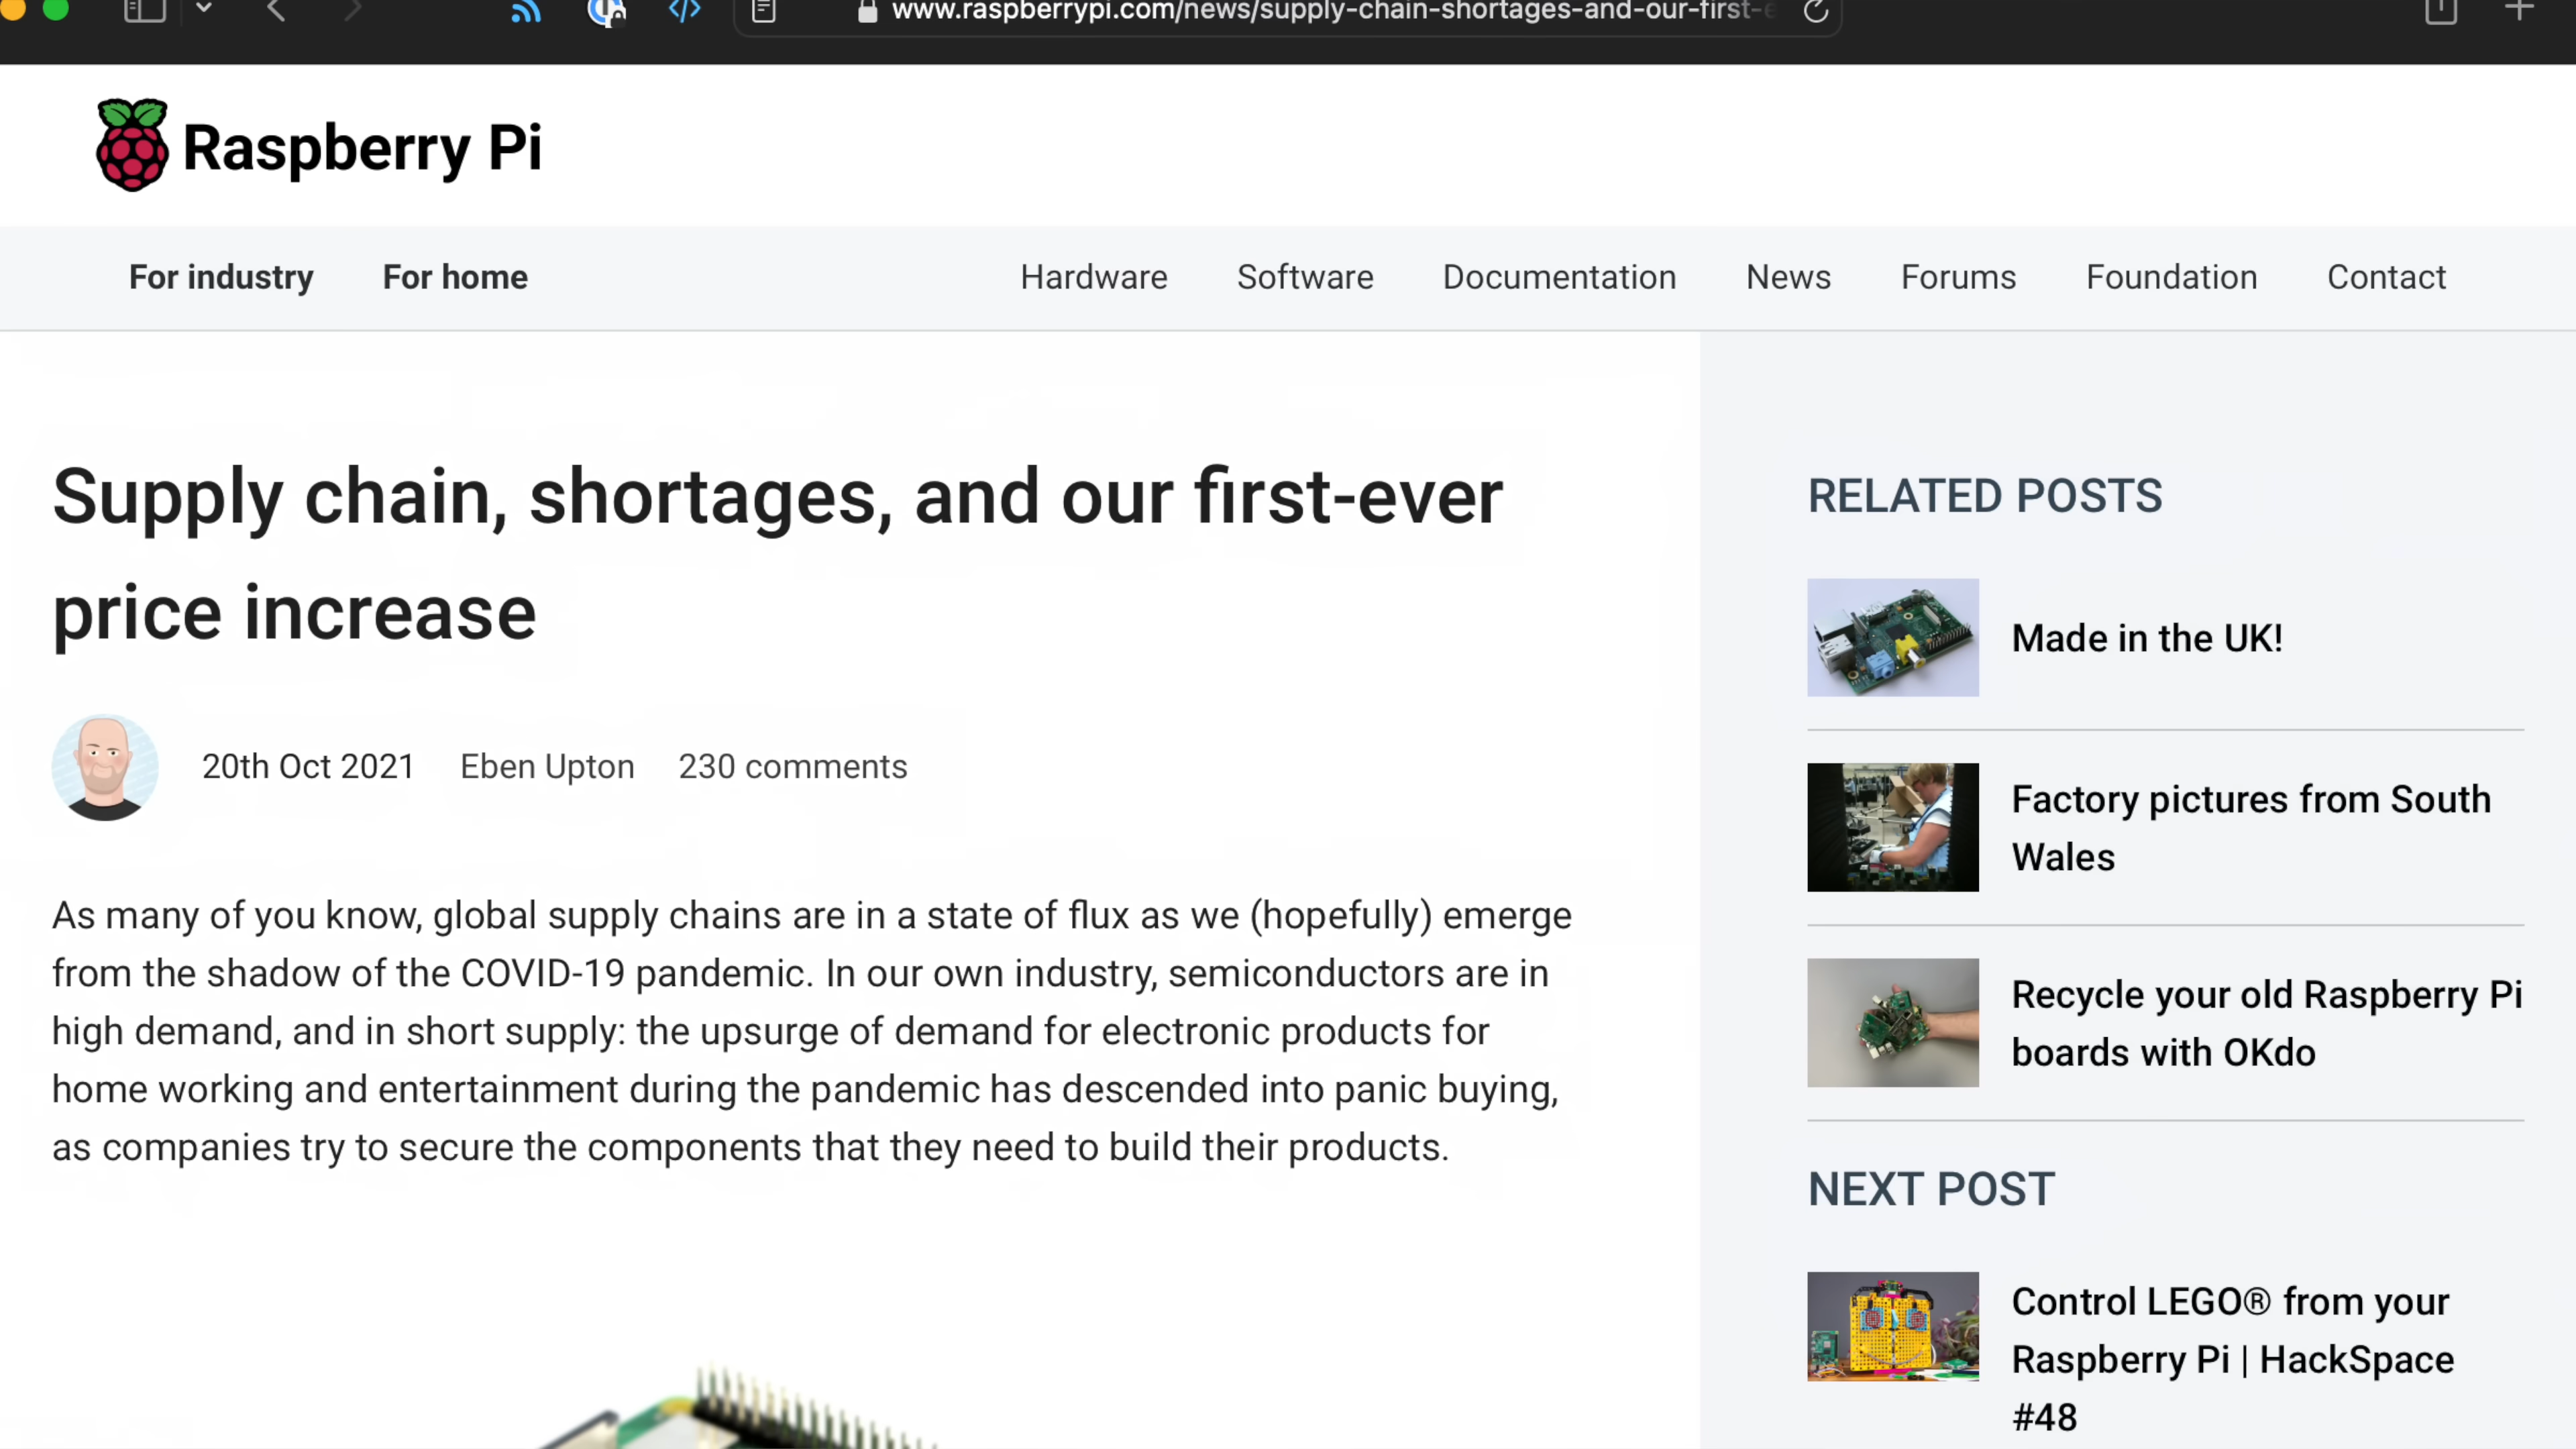 www.raspberrypi.com/news/supply-chain-shortages-and-our-first-e
Raspberry Pi
For industry For home Hardware Software Documentation News Forums Foundation Contact
Supply chain, shortages, and our first-ever
price increase
20th Oct 2021 Eben Upton 230 comments
As many of you know, global supply chains are in a state of flux as we (hopefully) emerge
from the shadow of the COVID-19 pandemic. In our own industry, semiconductors are in
high demand, and in short supply: the upsurge of demand for electronic products for
home working and entertainment during the pandemic has descended into panic buying,
as companies try to secure the components that they need to build their products.
RELATED POSTS
Made in the UK!
Factory pictures from South
Wales
Recycle your old Raspberry Pi
boards with OKdo
NEXT POST
Control LEGO® from your
Raspberry Pi | HackSpace
#48